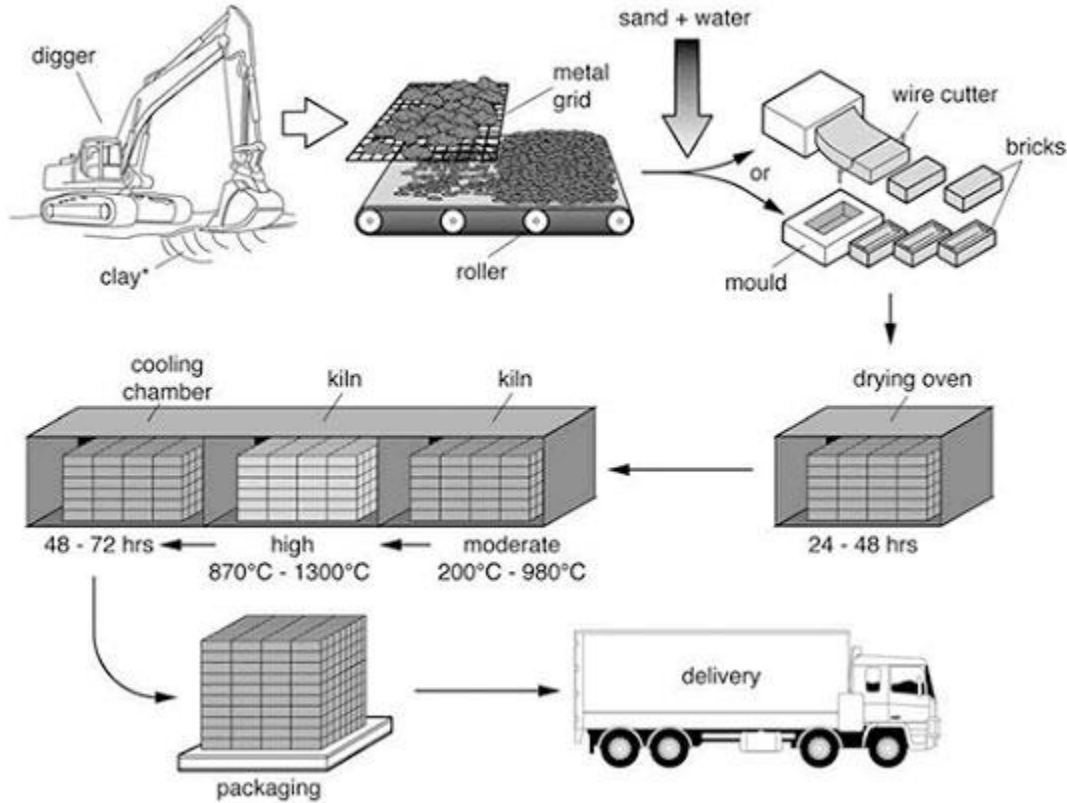 digger
clay*
metal
grid
roller
sand + water
or
wire cutter
bricks
mould
drying oven
24 - 48 hrs
kiln
moderate
200°C - 980°C
kiln
high
870°C - 1300°C
cooling
chamber
48 - 72 hrs
packaging
delivery